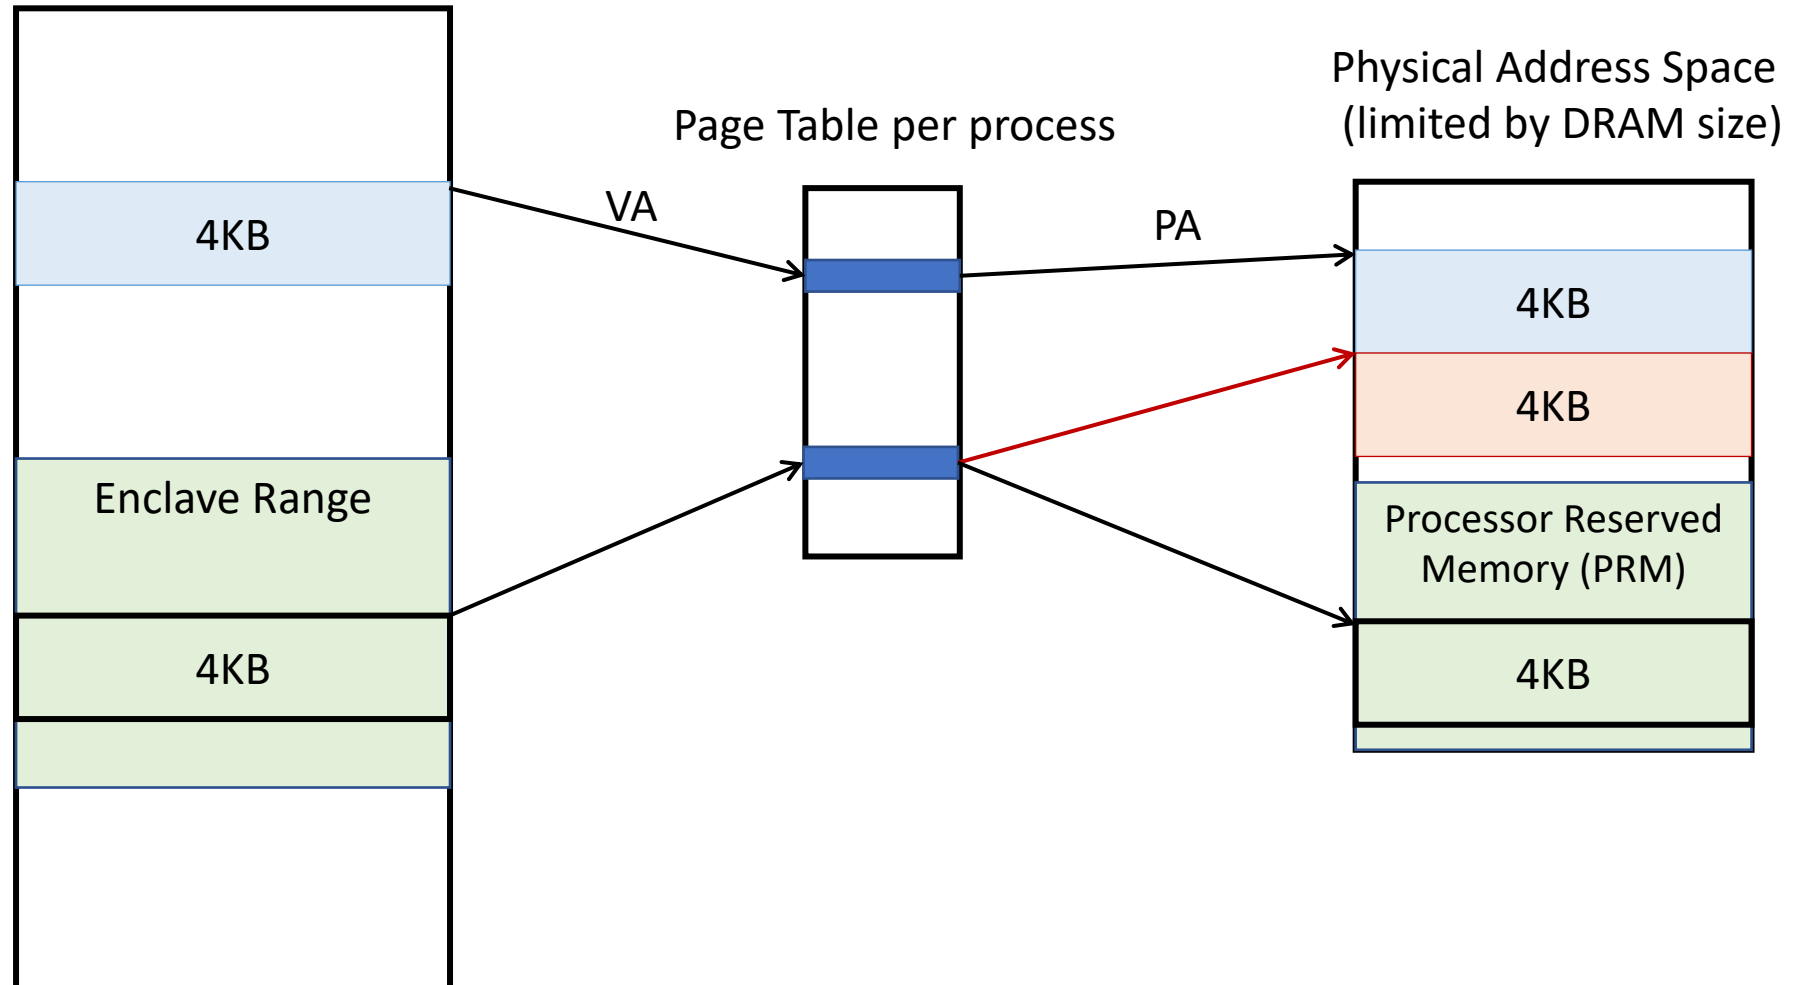 Physical Address Space
(limited by DRAM size)
Page Table per process
VA
PA
4KB
4KB
4KB
Enclave Range
Processor Reserved
Memory (PRM)
4KB
4KB